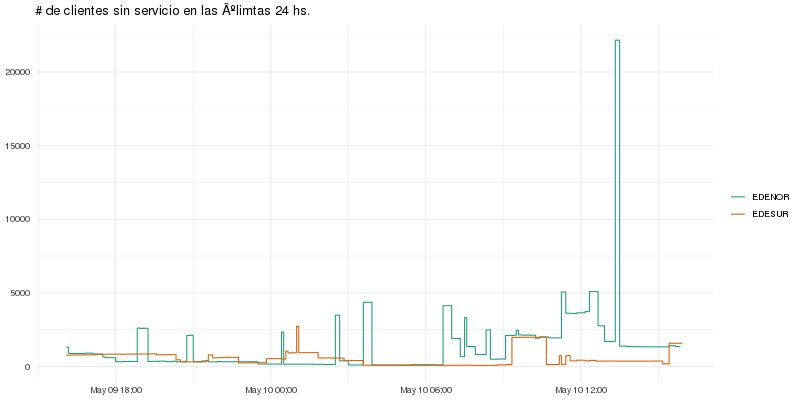 # de clientes sin servicio en las Ãºlimtas 24 hs.
20000
15000
10000
5000
0
May 09 18:00
May 10 00:00
May 10 06:00
May 10 12:00
EDENOR
EDESUR